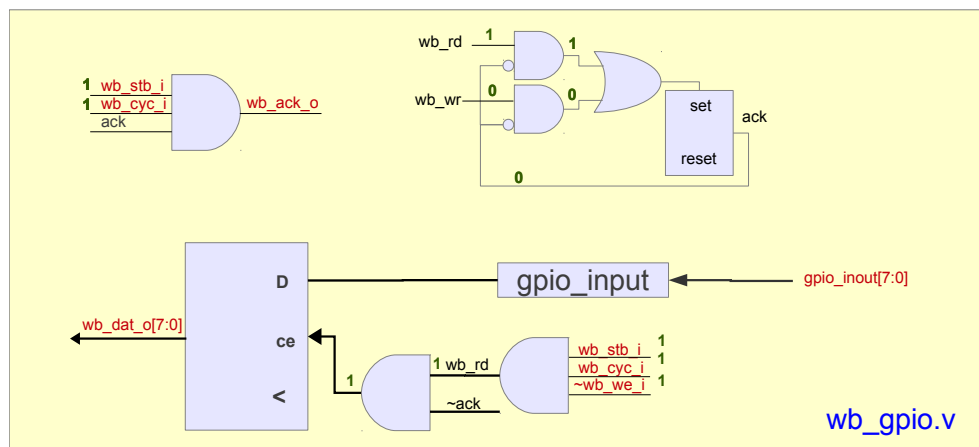 1 wb_stb_i
1 wb_cyc_i
ack
wb_ack_o
wb_rd 1
1
0
wb_wr
0
set
reset
ack
0
D
ce
<
wb_dat_o[7:0]
gpio_input
gpio_inout[7:0]
1
1 wb_rd
~ack
wb_stb_i 1
wb_cyc_i 1
~wb_we_i 1
wb_gpio.v